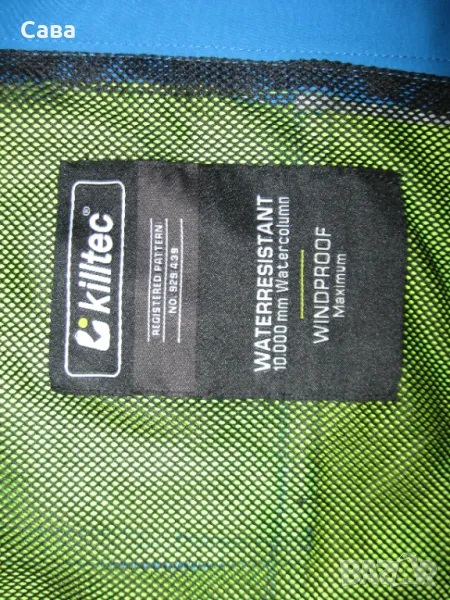 Сава
killtec®
REGISTERED PATTERN
NO. 929.439
WATERRESISTANT
10.000 mm Watercolumn
WINDPROOF
Maximum